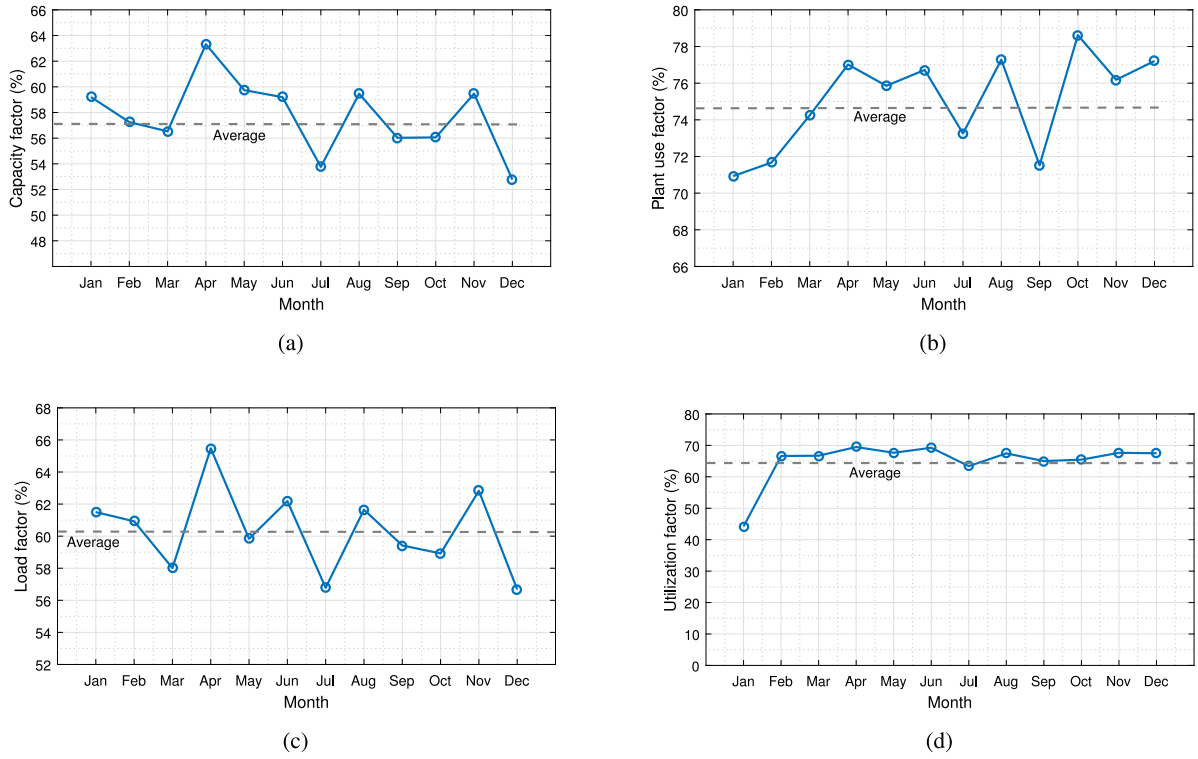 Capacity factor (%)
66
64
62
60
58
56
54
52
50
48
Average
Jan Feb Mar Apr May Jun Jul Aug Sep Oct Nov Dec
Month
(a)
Plant use factor (%)
80
78
76
74
72
70
68
66
Average
Jan Feb Mar Apr May Jun Jul Aug Sep Oct Nov Dec
Month
(b)
Load factor (%)
68
66
64
62
60
58
56
54
52
Average
Jan Feb Mar Apr May Jun Jul Aug Sep Oct Nov Dec
Month
(c)
Utilization factor (%)
80
70
60
50
40
30
20
10
0
Average
Jan Feb Mar Apr May Jun Jul Aug Sep Oct Nov Dec
Month
(d)